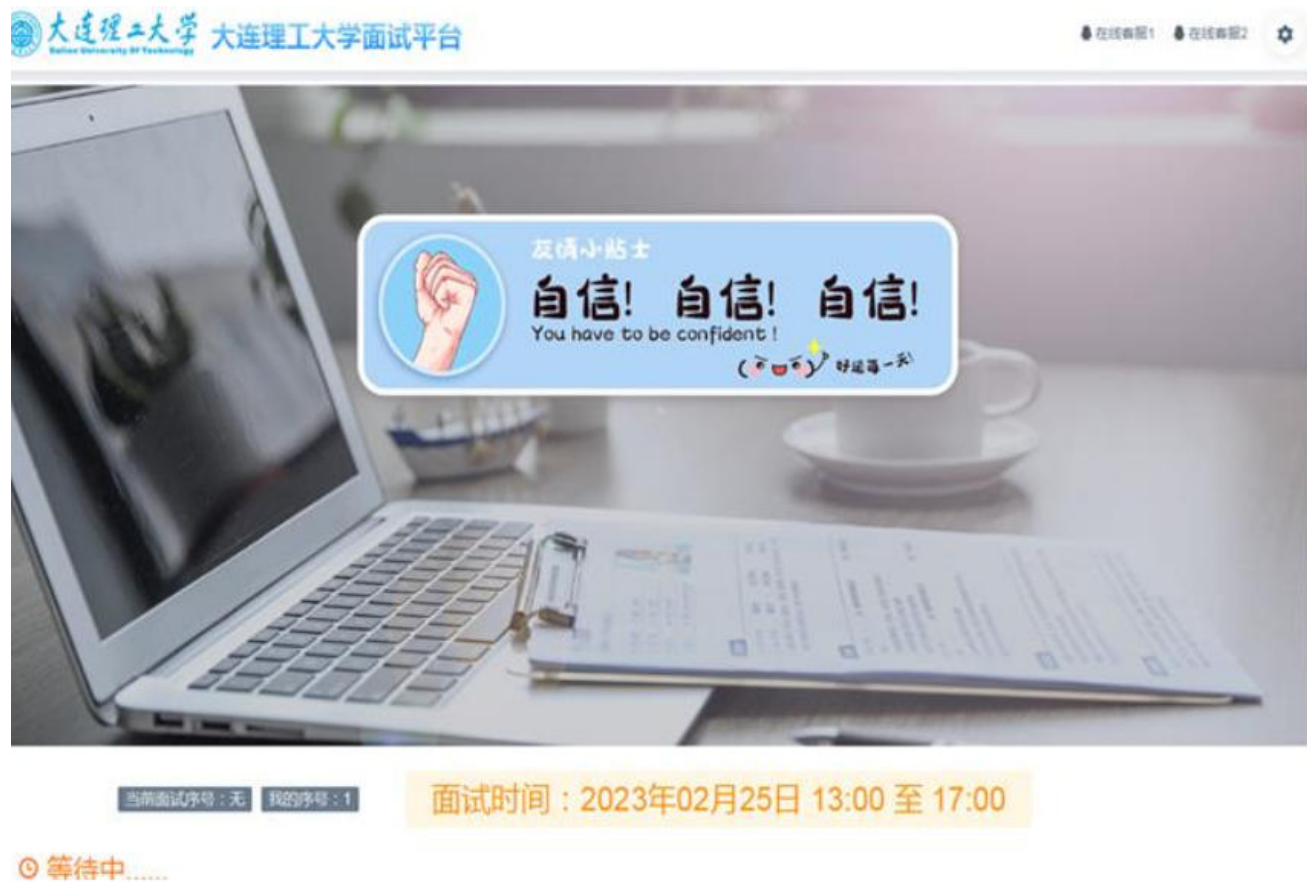 大连理工大学 大连理工大学面试平台
Dalian University Of Technology
在线客服1 在线客服2
友情小贴士
自信! 自信! 自信!
You have to be confident !
好运每一天!
当前面试序号：无 我的序号：1
面试时间：2023年02月25日 13:00 至 17:00
等待中......